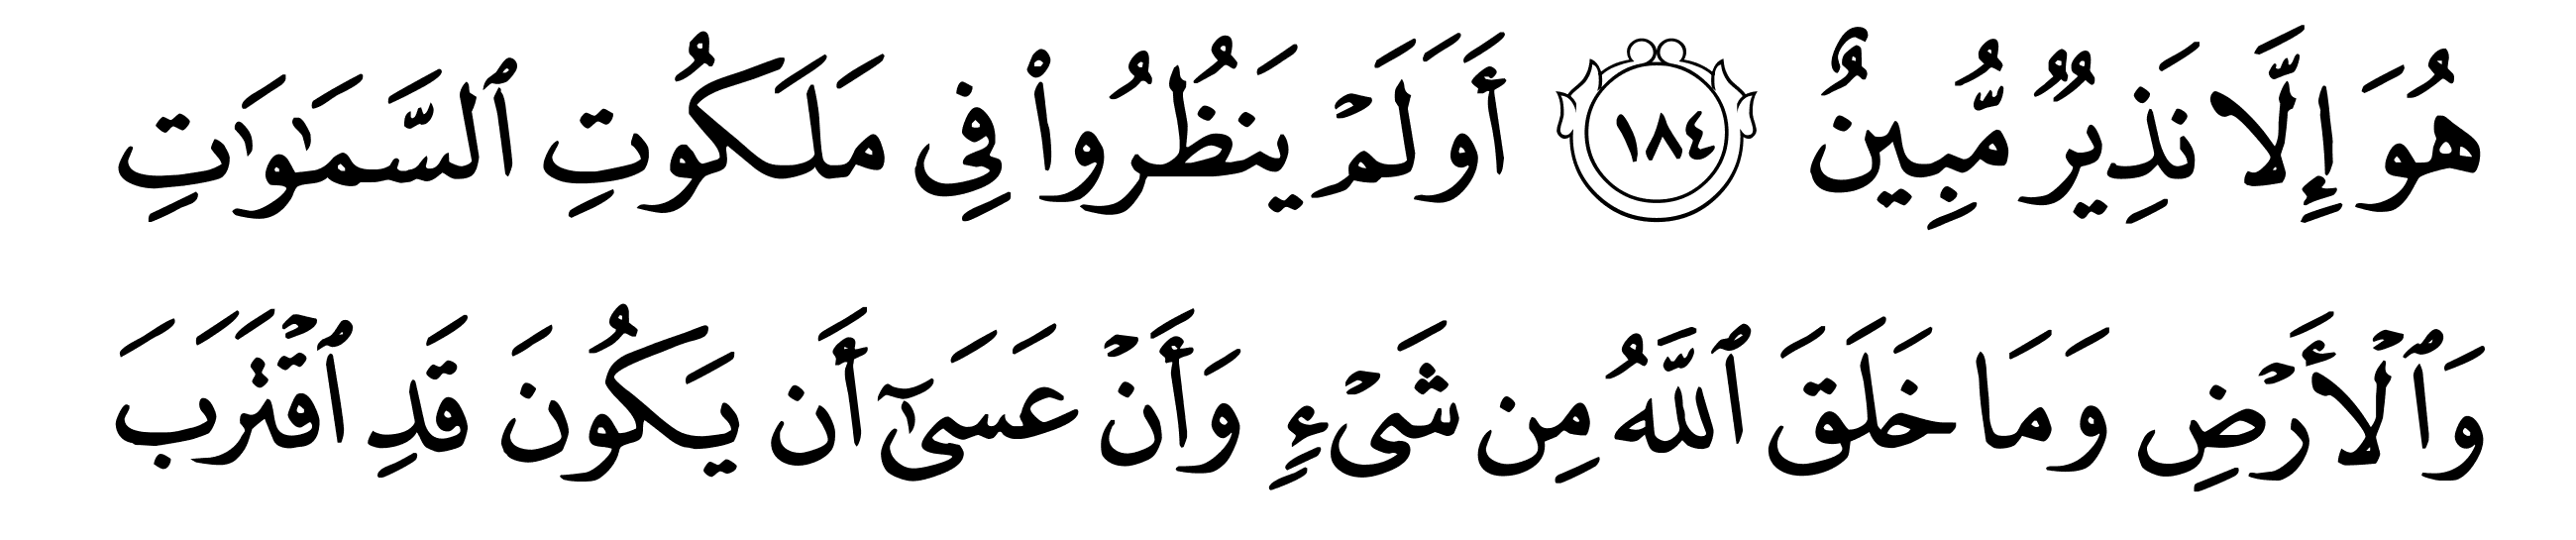 هُوَ إِلَّا نَذِيرٌ مُّبِينٌ ١٨٤ أَوَلَمْ يَنظُرُوا۟ فِى مَلَكُوتِ ٱلسَّمَـٰوَٰتِ
وَٱلْأَرْضِ وَمَا خَلَقَ ٱللَّهُ مِن شَىْءٍ وَأَنْ عَسَىٰٓ أَن يَكُونَ قَدِ ٱقْتَرَبَ